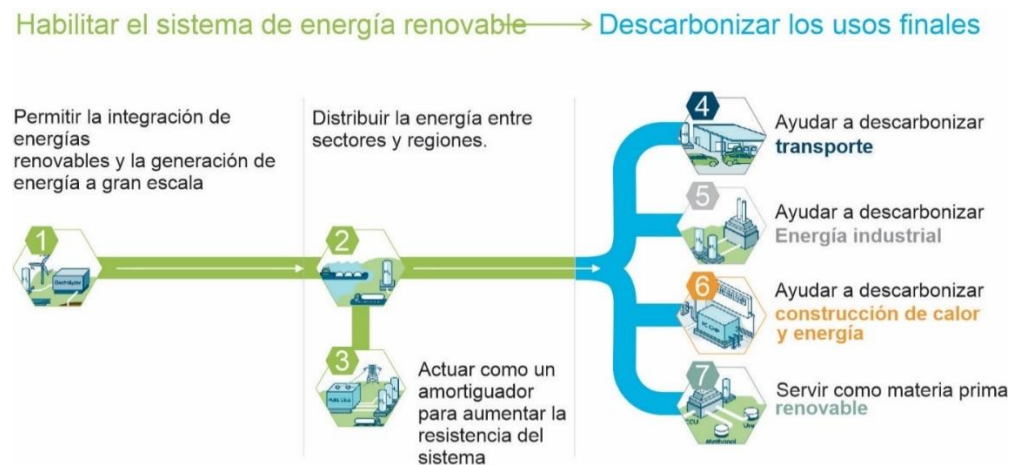 Habilitar el sistema de energía renovable
Descarbonizar los usos finales
Permitir la integración de
energías
renovables y la generación de
energía a gran escala
1
Electrolyzer
Distribuir la energía entre
sectores y regiones.
2
3
Actuar como un
amortiguador
para aumentar la
resistencia del
sistema
4
Ayudar a descarbonizar
transporte
5
Ayudar a descarbonizar
Energía industrial
6
Ayudar a descarbonizar
construcción de calor
y energía
7
Servir como materia prima
renovable
CCU
Methanol